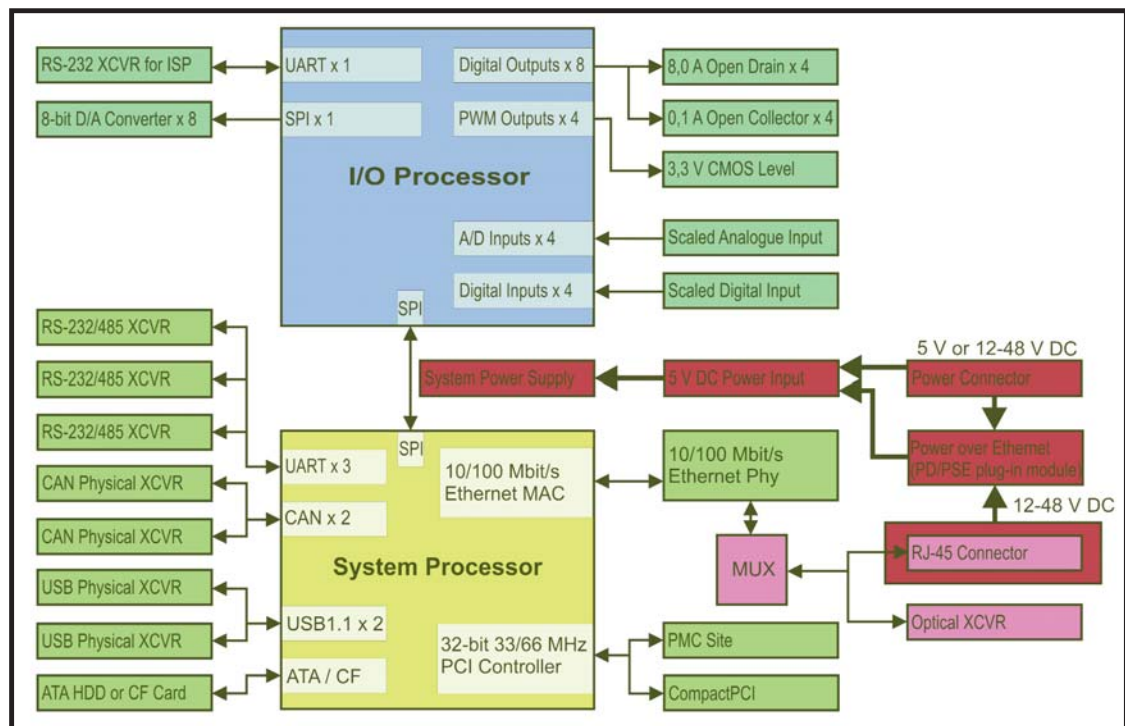 RS-232 XCVR for ISP
8-bit D/A Converter x 8
UART x 1
SPI x 1
Digital Outputs x 8
PWM Outputs x 4
I/O Processor
A/D Inputs x 4
Digital Inputs x 4
SPI
8,0 A Open Drain x 4
0,1 A Open Collector x 4
3,3 V CMOS Level
Scaled Analogue Input
Scaled Digital Input
RS-232/485 XCVR
RS-232/485 XCVR
RS-232/485 XCVR
CAN Physical XCVR
CAN Physical XCVR
USB Physical XCVR
USB Physical XCVR
ATA HDD or CF Card
System Power Supply
5 V DC Power Input
5 V or 12-48 V DC
Power Connector
Power over Ethernet
(PD/PSE plug-in module)
12-48 V DC
RJ-45 Connector
Optical XCVR
SPI
UART x 3
CAN x 2
10/100 Mbit/s
Ethernet MAC
System Processor
USB1.1 x 2
ATA / CF
32-bit 33/66 MHz
PCI Controller
10/100 Mbit/s
Ethernet Phy
MUX
PMC Site
CompactPCI